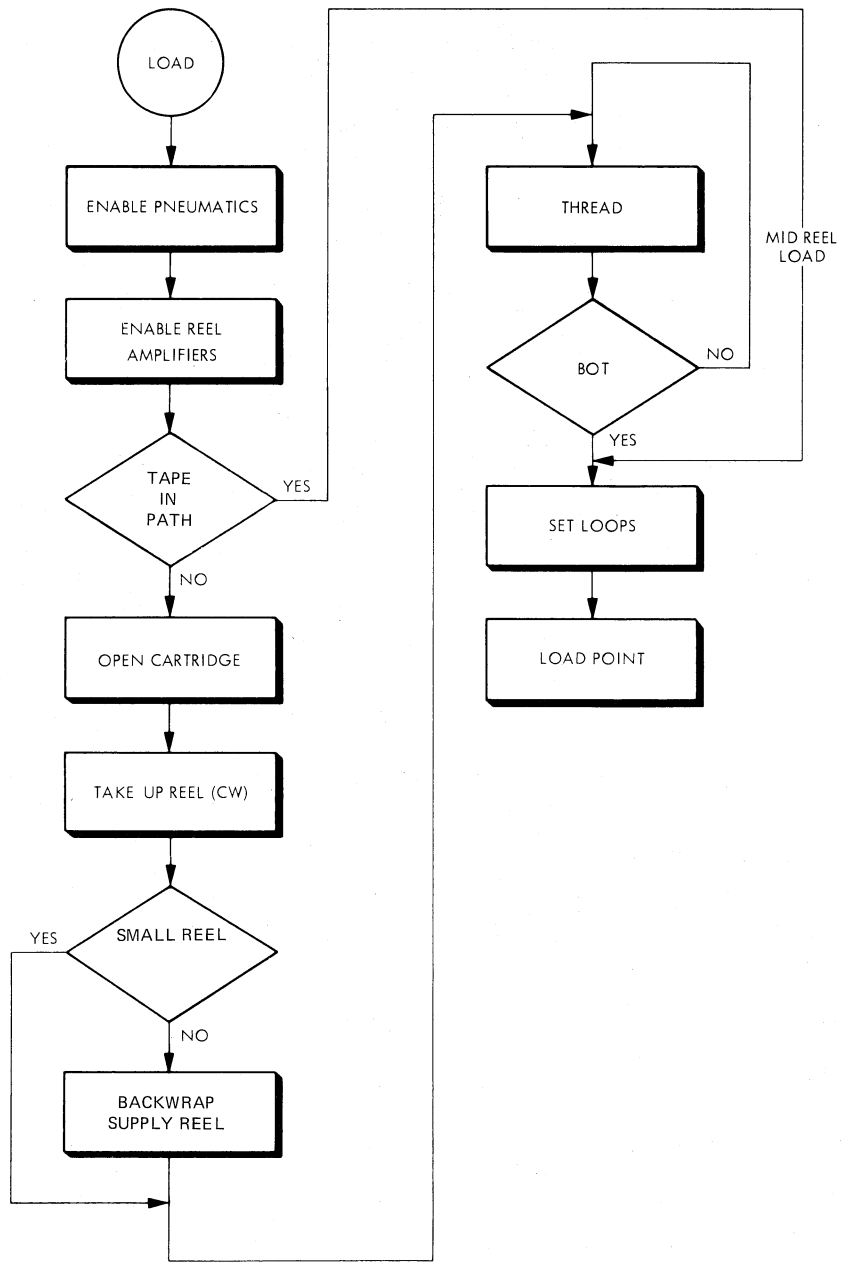 LOAD
ENABLE PNEUMATICS
ENABLE REEL
AMPLIFIERS
TAPE
IN
PATH
YES
NO
OPEN CARTRIDGE
TAKE UP REEL (CW)
SMALL REEL
YES
NO
BACKWRAP
SUPPLY REEL
THREAD
MID REEL
LOAD
BOT
NO
YES
SET LOOPS
LOAD POINT